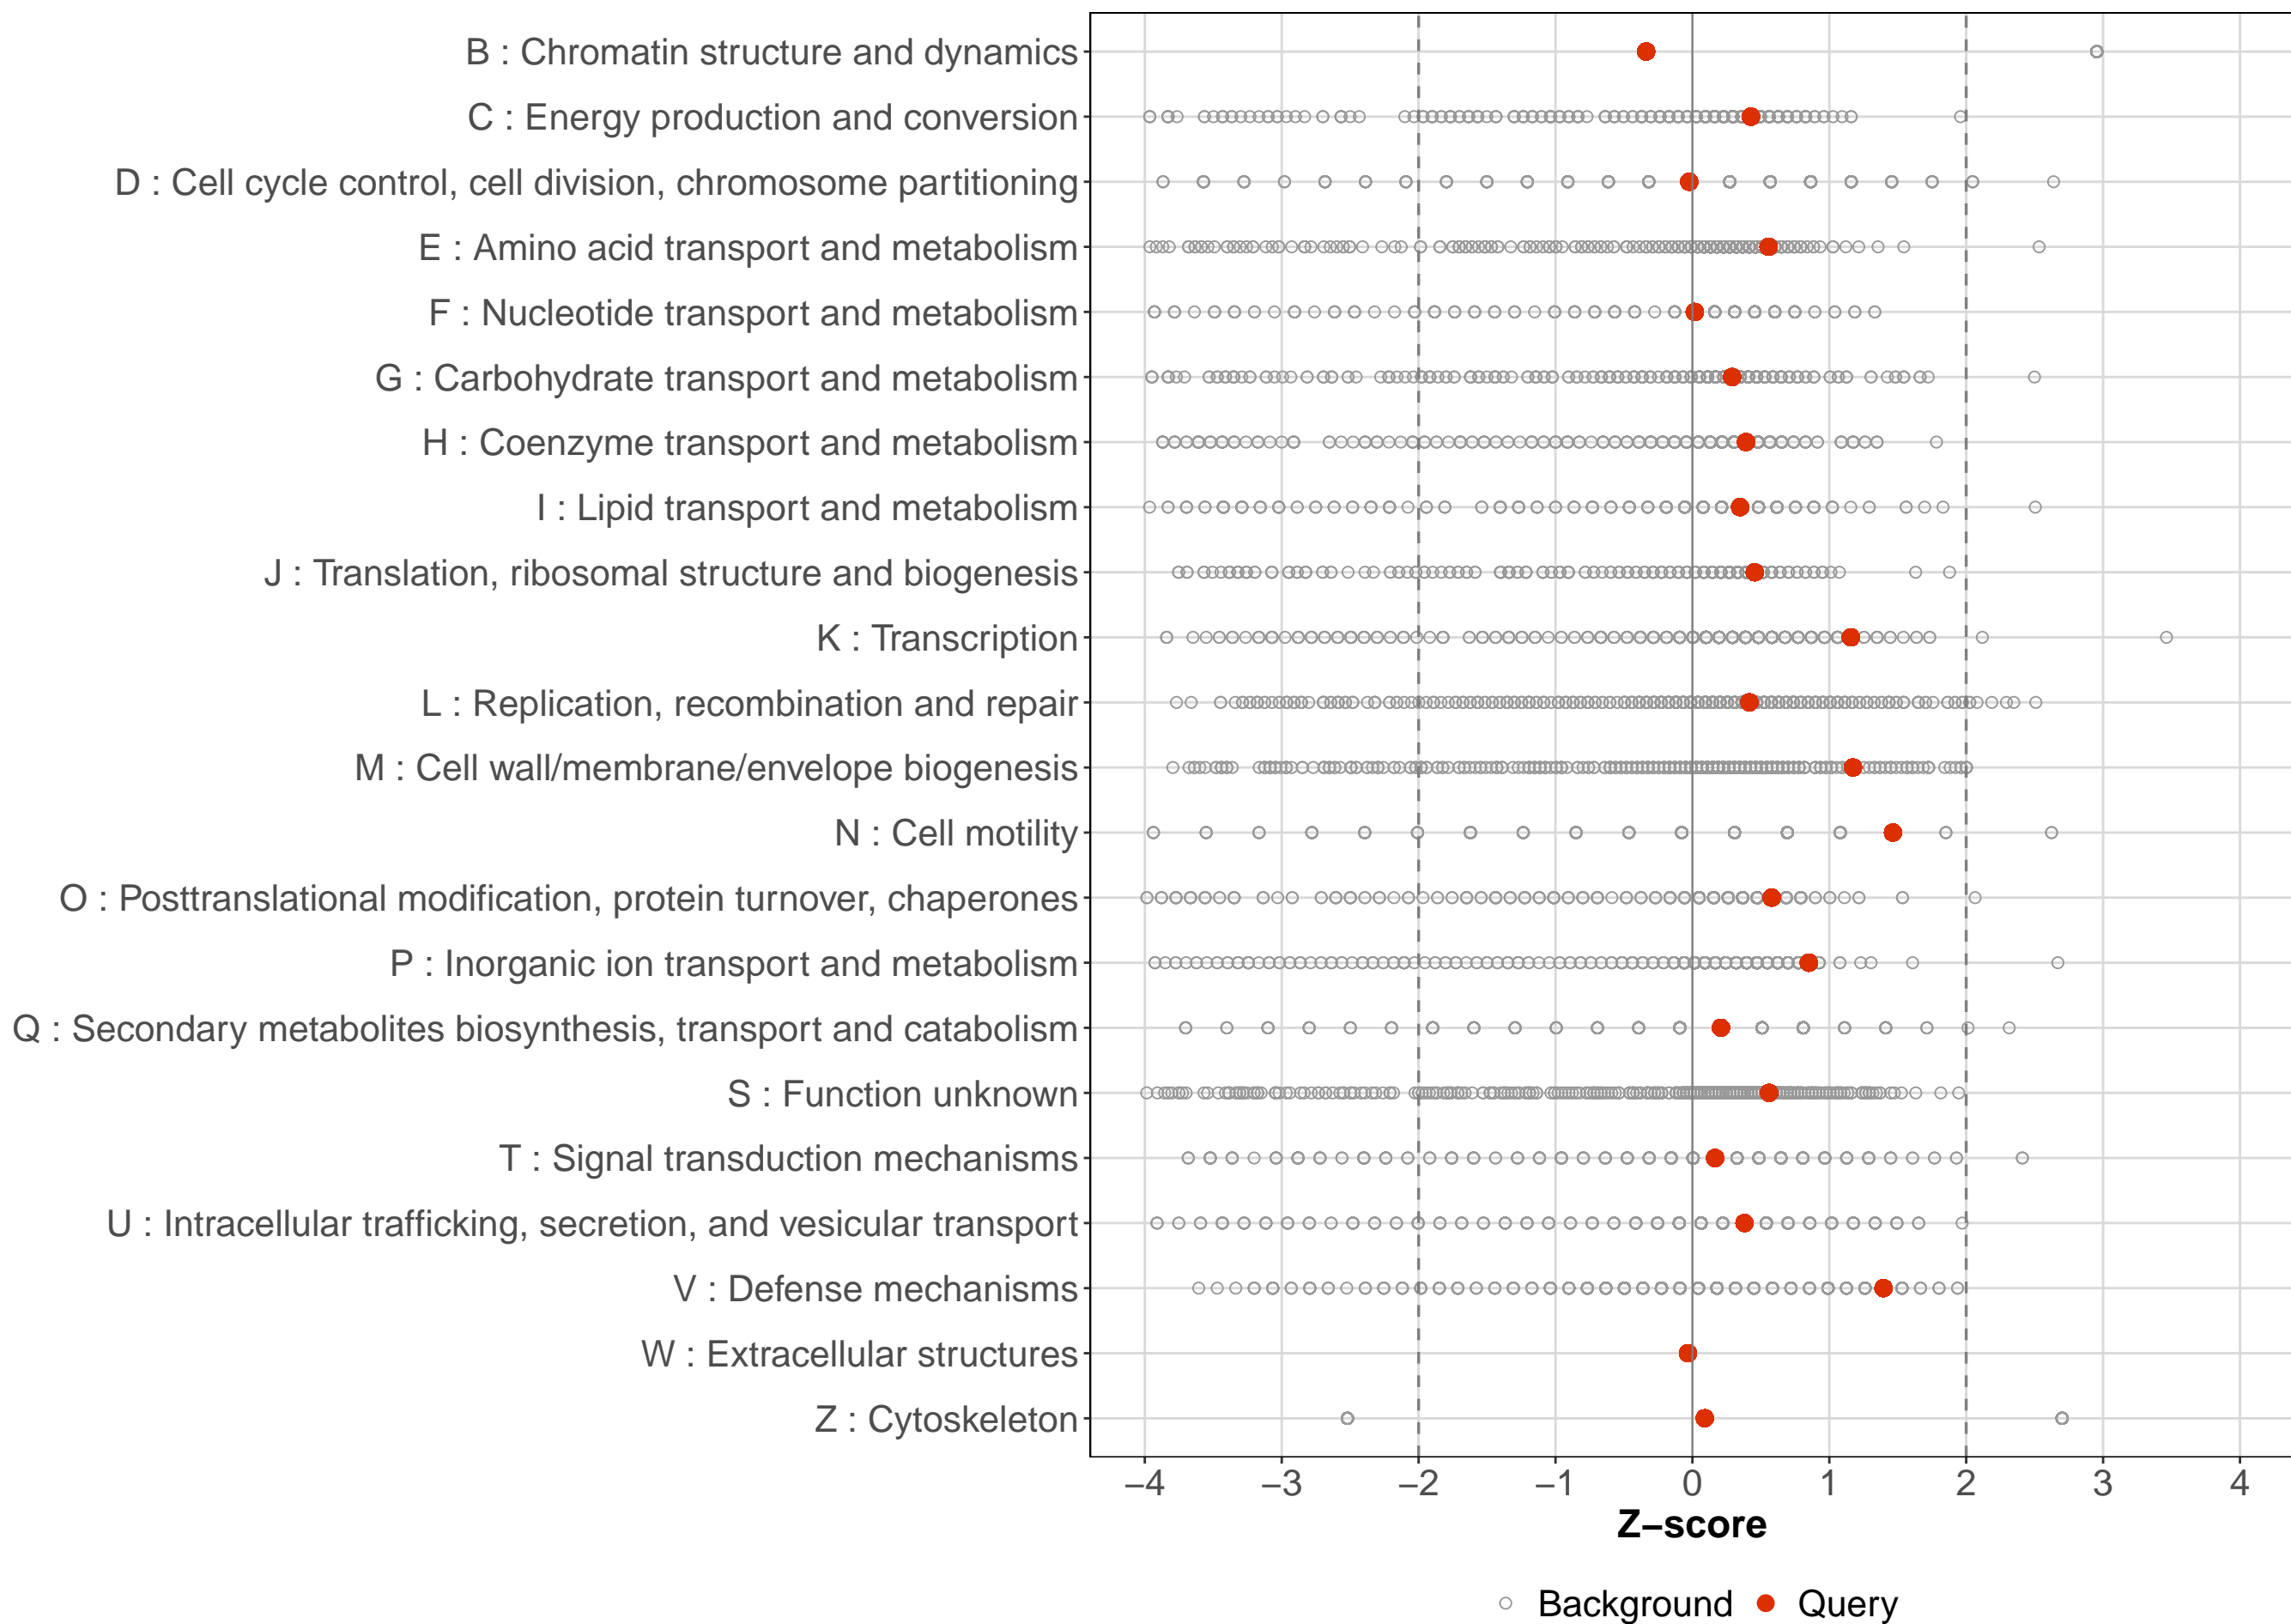 B : Chromatin structure and dynamics
C : Energy production and conversion
D : Cell cycle control, cell division, chromosome partitioning
E : Amino acid transport and metabolism
F : Nucleotide transport and metabolism
G : Carbohydrate transport and metabolism
H : Coenzyme transport and metabolism
I : Lipid transport and metabolism
J : Translation, ribosomal structure and biogenesis
K : Transcription
L : Replication, recombination and repair
M : Cell wall/membrane/envelope biogenesis
N : Cell motility
O : Posttranslational modification, protein turnover, chaperones
P : Inorganic ion transport and metabolism
Q : Secondary metabolites biosynthesis, transport and catabolism
S : Function unknown
T : Signal transduction mechanisms
U : Intracellular trafficking, secretion, and vesicular transport
V : Defense mechanisms
W : Extracellular structures
Z : Cytoskeleton
−4 −3 −2 −1 0 1 2 3 4
Z−score
Background Query